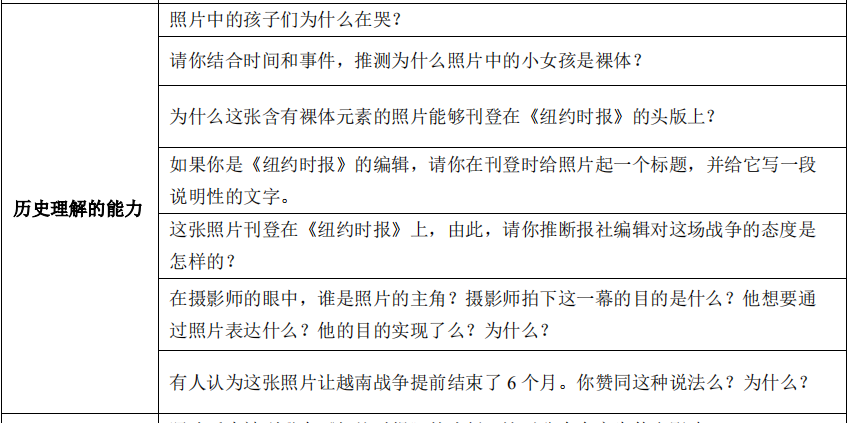 照片中的孩子们为什么在哭？
请你结合时间和事件，推测为什么照片中的小女孩是裸体？
为什么这张含有裸体元素的照片能够刊登在《纽约时报》的头版上？
如果你是《纽约时报》的编辑，请你在刊登时给照片起一个标题，并给它写一段
说明性的文字。
历史理解的能力
这张照片刊登在《纽约时报》上，由此，请你推断报社编辑对这场战争的态度是
怎样的？
在摄影师的眼中，谁是照片的主角？摄影师拍下这一幕的目的是什么？他想要通
过照片表达什么？他的目的实现了么？为什么？
有人认为这张照片让越南战争提前结束了 6 个月。你赞同这种说法么？为什么？